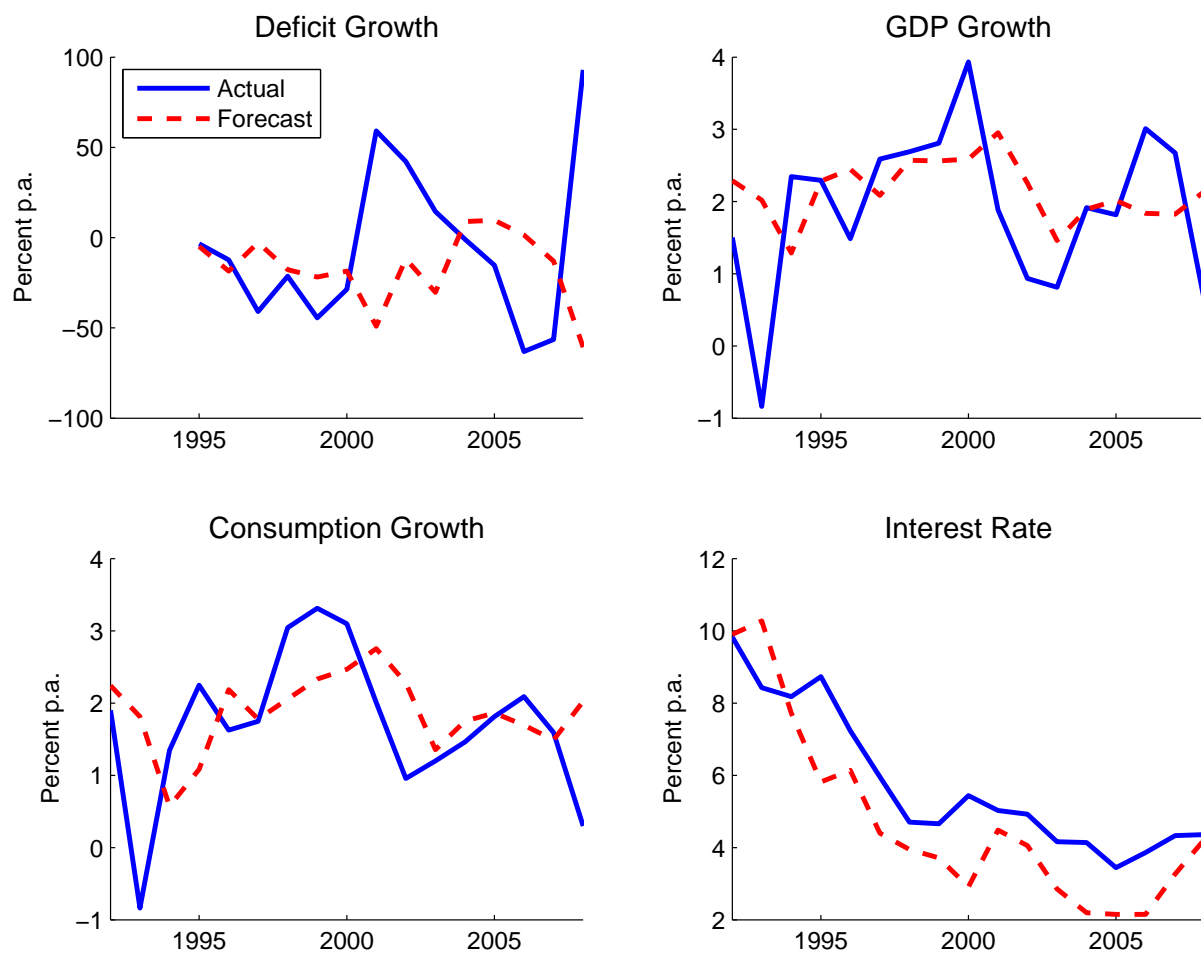 Deficit Growth
100
50
0
−50
−100
Percent p.a.
Actual
Forecast
1995 2000 2005
GDP Growth
4
3
2
1
0
−1
Percent p.a.
1995 2000 2005
Consumption Growth
4
3
2
1
0
−1
Percent p.a.
1995 2000 2005
Interest Rate
12
10
8
6
4
2
Percent p.a.
1995 2000 2005